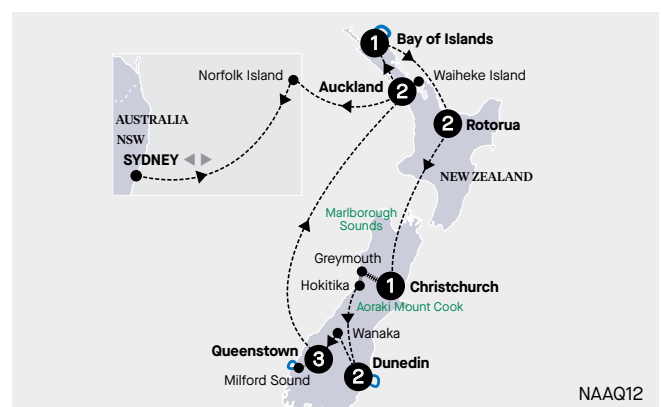 1
Bay of Islands
Norfolk Island
Waiheke Island
Auckland
2
2
Rotorua
AUSTRALIA
NSW
SYDNEY
NEW ZEALAND
Marlborough
Sounds
Greymouth
Hokitika
1
Christchurch
Aoraki Mount Cook
Wanaka
Queenstown
3
Milford Sound
2
Dunedin
NAAQ12